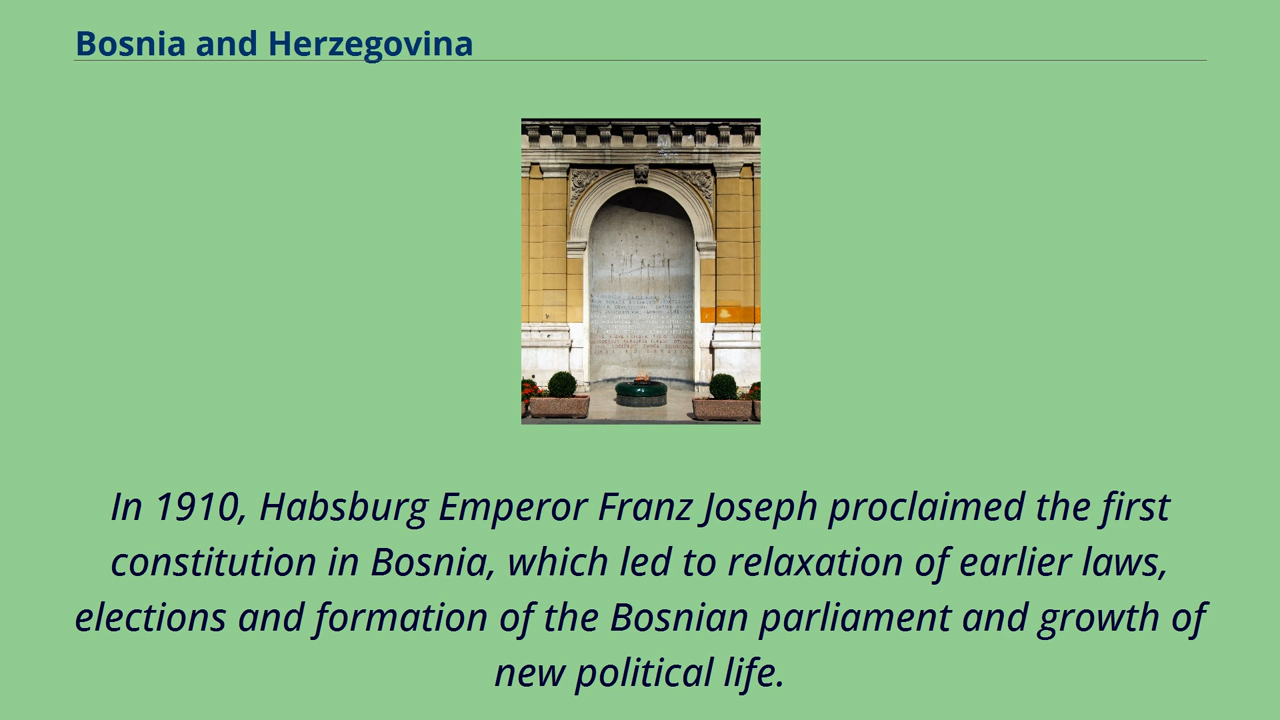 Bosnia and Herzegovina
In 1910, Habsburg Emperor Franz Joseph proclaimed the first
constitution in Bosnia, which led to relaxation of earlier laws,
elections and formation of the Bosnian parliament and growth of
new political life.